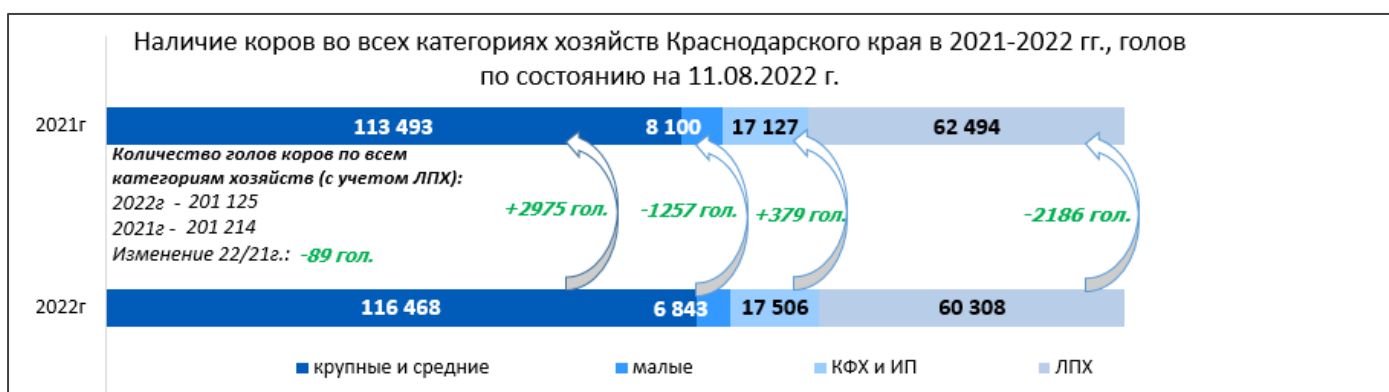 Наличие коров во всех категориях хозяйств Краснодарского края в 2021-2022 гг., голов
по состоянию на 11.08.2022 г.
2021г
113 493
8 100
17 127
62 494
Количество голов коров по всем
категориям хозяйств (с учетом ЛПХ):
2022г - 201 125
2021г - 201 214
Изменение 22/21г.: -89 гол.
+2975 гол.
-1257 гол.
+379 гол.
-2186 гол.
2022г
116 468
6 843
17 506
60 308
крупные и средние
малые
КФХ и ИП
ЛПХ